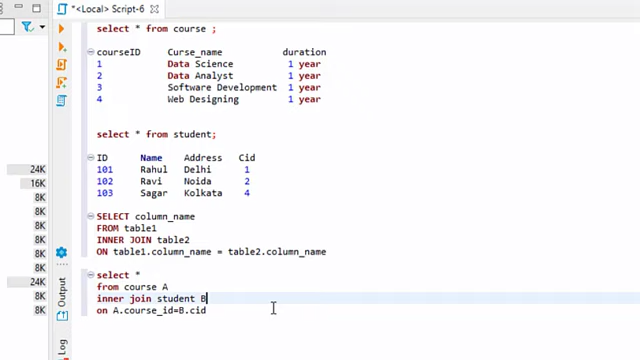 *<Local> Script-6
select * from course ;
courseID Curse_name duration
1 Data Science 1 year
2 Data Analyst 1 year
3 Software Development 1 year
4 Web Designing 1 year
select * from student;
ID Name Address Cid
101 Rahul Delhi 1
102 Ravi Noida 2
103 Sagar Kolkata 4
SELECT column_name
FROM table1
INNER JOIN table2
ON table1.column_name = table2.column_name
select *
from course A
inner join student B
on A.course_id=B.cid
24K
16K
8K
8K
8K
8K
8K
8K
24K
8K
8K
Output
Log